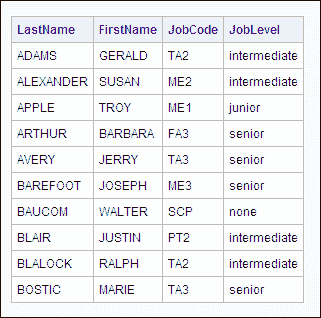 LastName FirstName JobCode JobLevel
ADAMS GERALD TA2 intermediate
ALEXANDER SUSAN ME2 intermediate
APPLE TROY ME1 junior
ARTHUR BARBARA FA3 senior
AVERY JERRY TA3 senior
BAREFOOT JOSEPH ME3 senior
BAUCOM WALTER SCP none
BLAIR JUSTIN PT2 intermediate
BLALOCK RALPH TA2 intermediate
BOSTIC MARIE TA3 senior